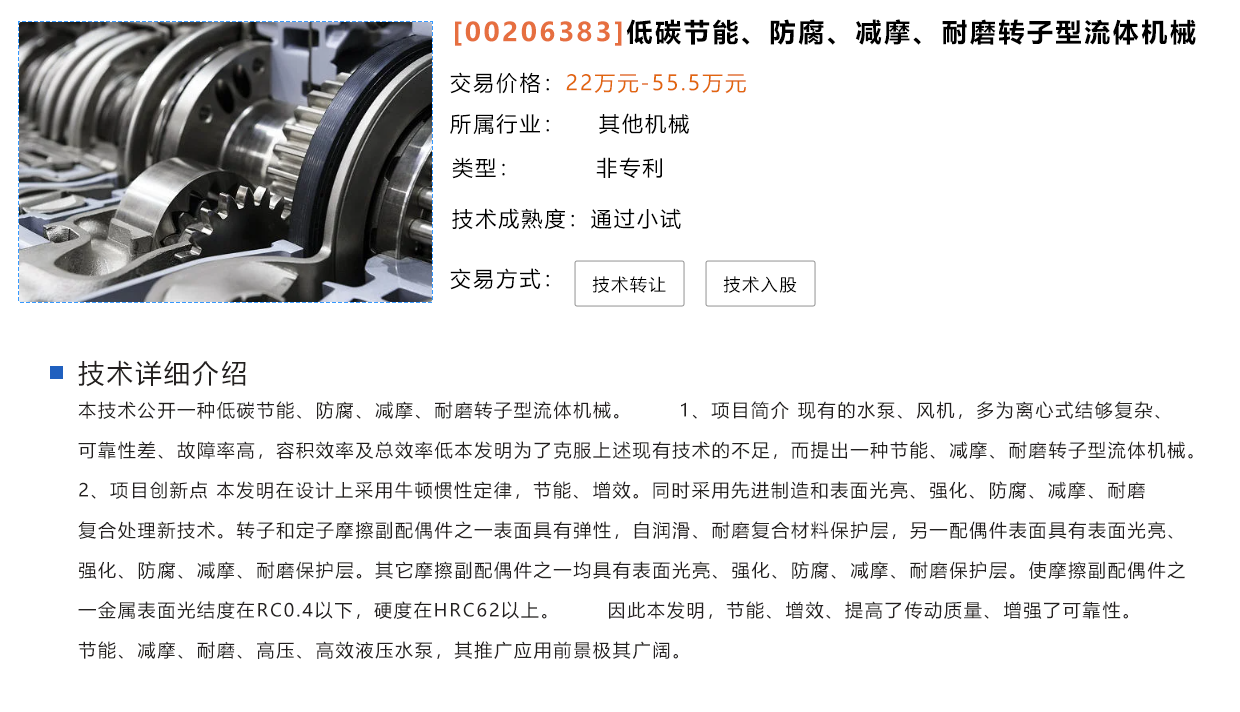 [00206383]低碳节能、防腐、减摩、耐磨转子型流体机械
交易价格：22万元-55.5万元
所属行业： 其他机械
类型： 非专利
技术成熟度：通过小试
交易方式： 技术转让 技术入股
技术详细介绍
本技术公开一种低碳节能、防腐、减摩、耐磨转子型流体机械。 1、项目简介 现有的水泵、风机，多为离心式结够复杂、
可靠性差、故障率高，容积效率及总效率低本发明为了克服上述现有技术的不足，而提出一种节能、减摩、耐磨转子型流体机械。
2、项目创新点 本发明在设计上采用牛顿惯性定律，节能、增效。同时采用先进制造和表面光亮、强化、防腐、减摩、耐磨
复合处理新技术。转子和定子摩擦副配偶件之一表面具有弹性，自润滑、耐磨复合材料保护层，另一配偶件表面具有表面光亮、
强化、防腐、减摩、耐磨保护层。其它摩擦副配偶件之一均具有表面光亮、强化、防腐、减摩、耐磨保护层。使摩擦副配偶件之
一金属表面光结度在RC0.4以下，硬度在HRC62以上。 因此本发明，节能、增效、提高了传动质量、增强了可靠性。
节能、减摩、耐磨、高压、高效液压水泵，其推广应用前景极其广阔。